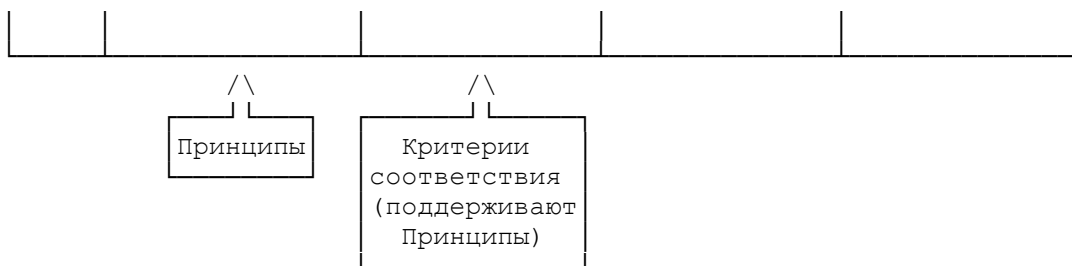 Принципы
Критерии
соответствия
(поддерживают
Принципы)